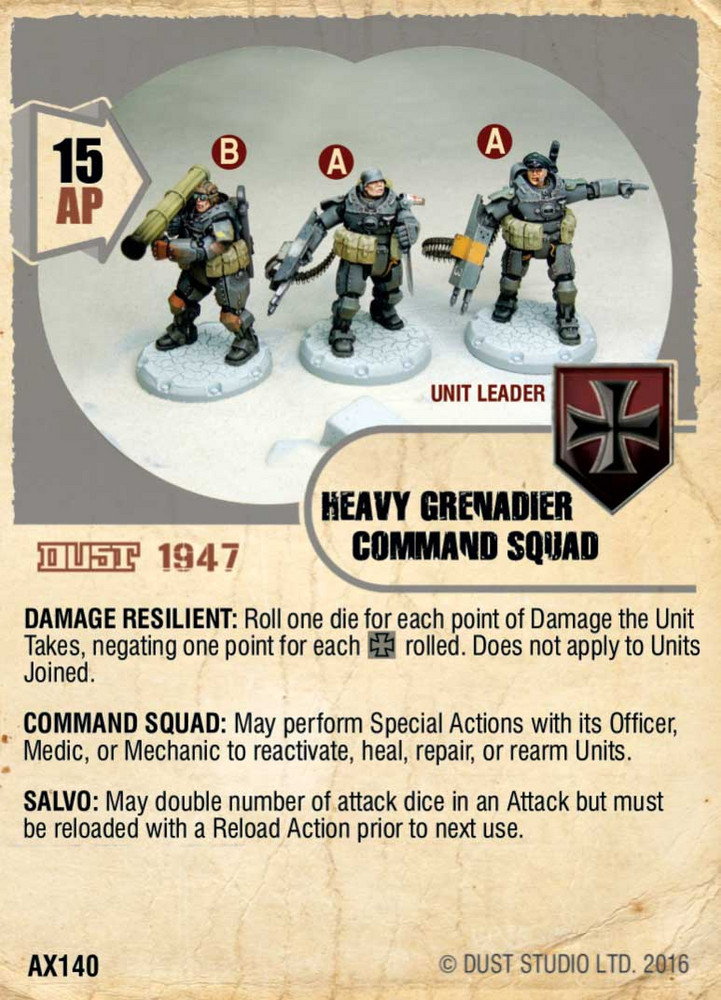 15
AP
B
A
A
UNIT LEADER
HEAVY GRENADIER
COMMAND SQUAD
DUST 1947
DAMAGE RESILIENT: Roll one die for each point of Damage the Unit
Takes, negating one point for each rolled. Does not apply to Units
Joined.
COMMAND SQUAD: May perform Special Actions with its Officer,
Medic, or Mechanic to reactivate, heal, repair, or rearm Units.
SALVO: May double number of attack dice in an Attack but must
be reloaded with a Reload Action prior to next use.
AX140
© DUST STUDIO LTD. 2016